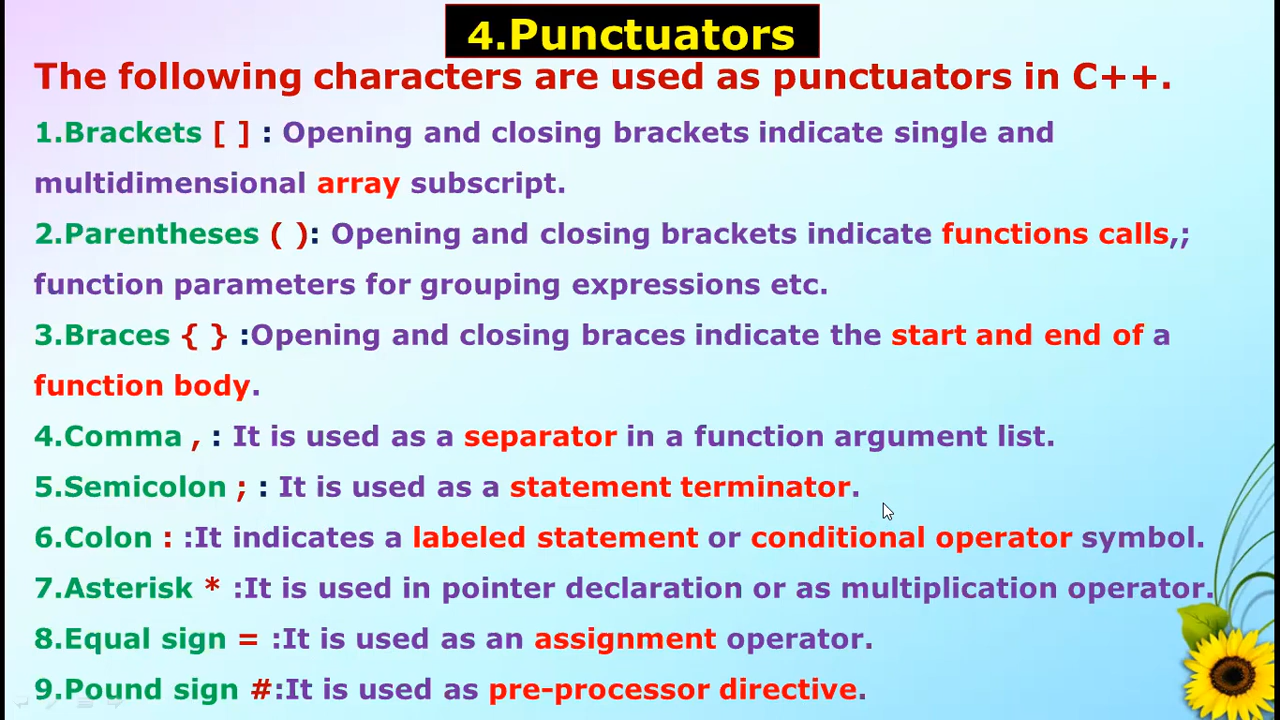 4.Punctuators
The following characters are used as punctuators in C++.
1.Brackets [ ] : Opening and closing brackets indicate single and
multidimensional array subscript.
2.Parentheses ( ): Opening and closing brackets indicate functions calls,;
function parameters for grouping expressions etc.
3.Braces { } :Opening and closing braces indicate the start and end of a
function body.
4.Comma , : It is used as a separator in a function argument list.
5.Semicolon ; : It is used as a statement terminator.
6.Colon : :It indicates a labeled statement or conditional operator symbol.
7.Asterisk * :It is used in pointer declaration or as multiplication operator.
8.Equal sign = :It is used as an assignment operator.
9.Pound sign #:It is used as pre-processor directive.